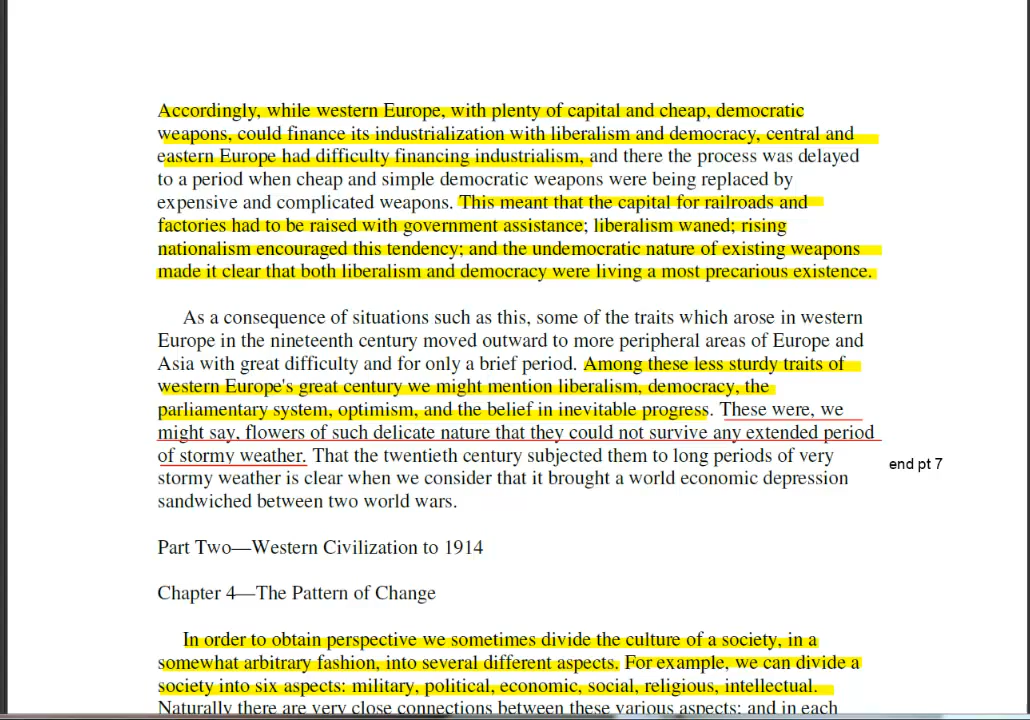 Accordingly, while western Europe, with plenty of capital and cheap, democratic
weapons, could finance its industrialization with liberalism and democracy, central and
eastern Europe had difficulty financing industrialism, and there the process was delayed
to a period when cheap and simple democratic weapons were being replaced by
expensive and complicated weapons. This meant that the capital for railroads and
factories had to be raised with government assistance; liberalism waned; rising
nationalism encouraged this tendency; and the undemocratic nature of existing weapons
made it clear that both liberalism and democracy were living a most precarious existence.
As a consequence of situations such as this, some of the traits which arose in western
Europe in the nineteenth century moved outward to more peripheral areas of Europe and
Asia with great difficulty and for only a brief period. Among these less sturdy traits of
western Europe's great century we might mention liberalism, democracy, the
parliamentary system, optimism, and the belief in inevitable progress. These were, we
might say, flowers of such delicate nature that they could not survive any extended period
of stormy weather. That the twentieth century subjected them to long periods of very
end pt 7
stormy weather is clear when we consider that it brought a world economic depression
sandwiched between two world wars.
Part Two—Western Civilization to 1914
Chapter 4—The Pattern of Change
In order to obtain perspective we sometimes divide the culture of a society, in a
somewhat arbitrary fashion, into several different aspects. For example, we can divide a
society into six aspects: military, political, economic, social, religious, intellectual.
Naturally there are very close connections between these various aspects; and in each